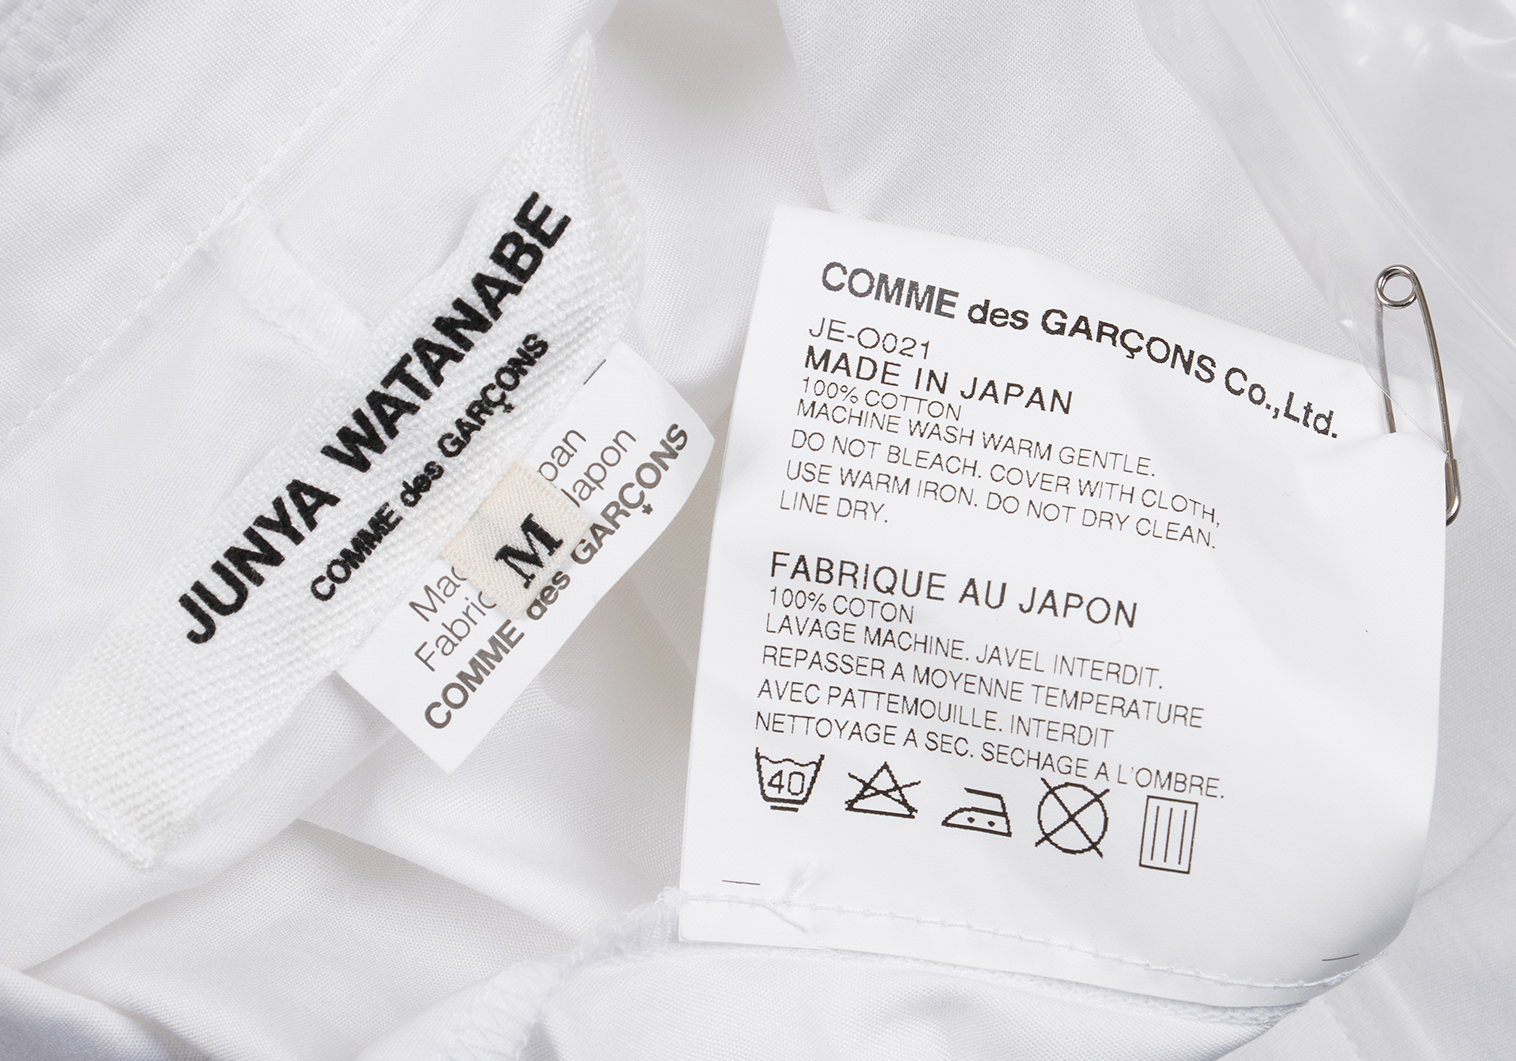 JUNYA WATANABE
COMME des GARÇONS
M
COMME des GARÇONS
COMME des GARÇONS Co.,Ltd.
JE-O021
MADE IN JAPAN
100% COTTON
MACHINE WASH WARM GENTLE.
DO NOT BLEACH. COVER WITH CLOTH,
USE WARM IRON. DO NOT DRY CLEAN.
LINE DRY.
FABRIQUE AU JAPON
100% COTON
LAVAGE MACHINE. JAVEL INTERDIT.
REPASSER A MOYENNE TEMPERATURE
AVEC PATTEMOUILLE. INTERDIT
NETTOYAGE A SEC. SECHAGE A L'OMBRE.
40